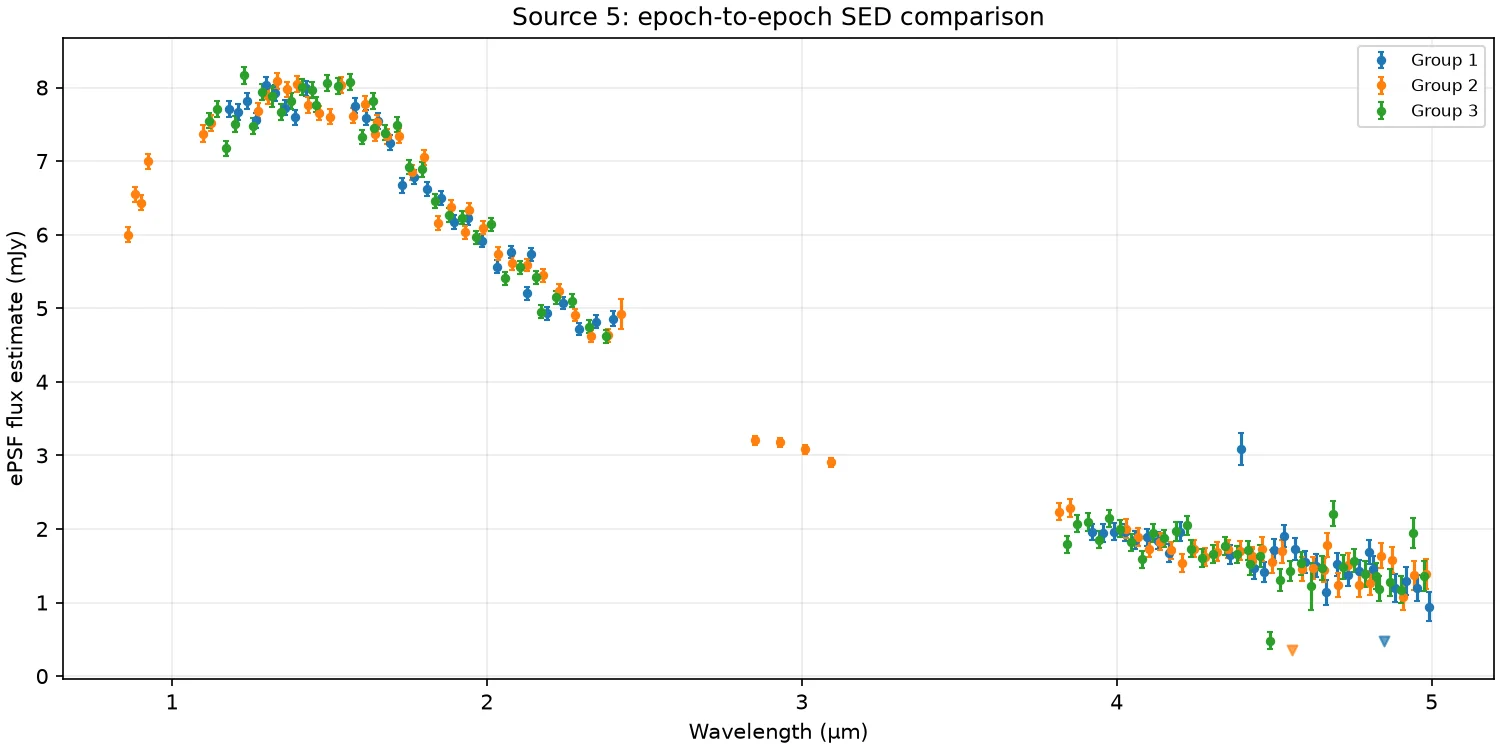 Source 5: epoch-to-epoch SED comparison
ePSF flux estimate (mJy)
8
7
6
5
4
3
2
1
0
Group 1
Group 2
Group 3
1 2 3 4 5
Wavelength (μm)